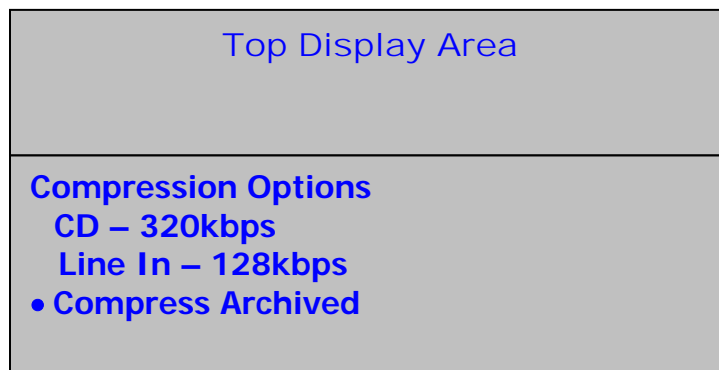 Top Display Area
Compression Options
CD – 320kbps
Line In – 128kbps
• Compress Archived